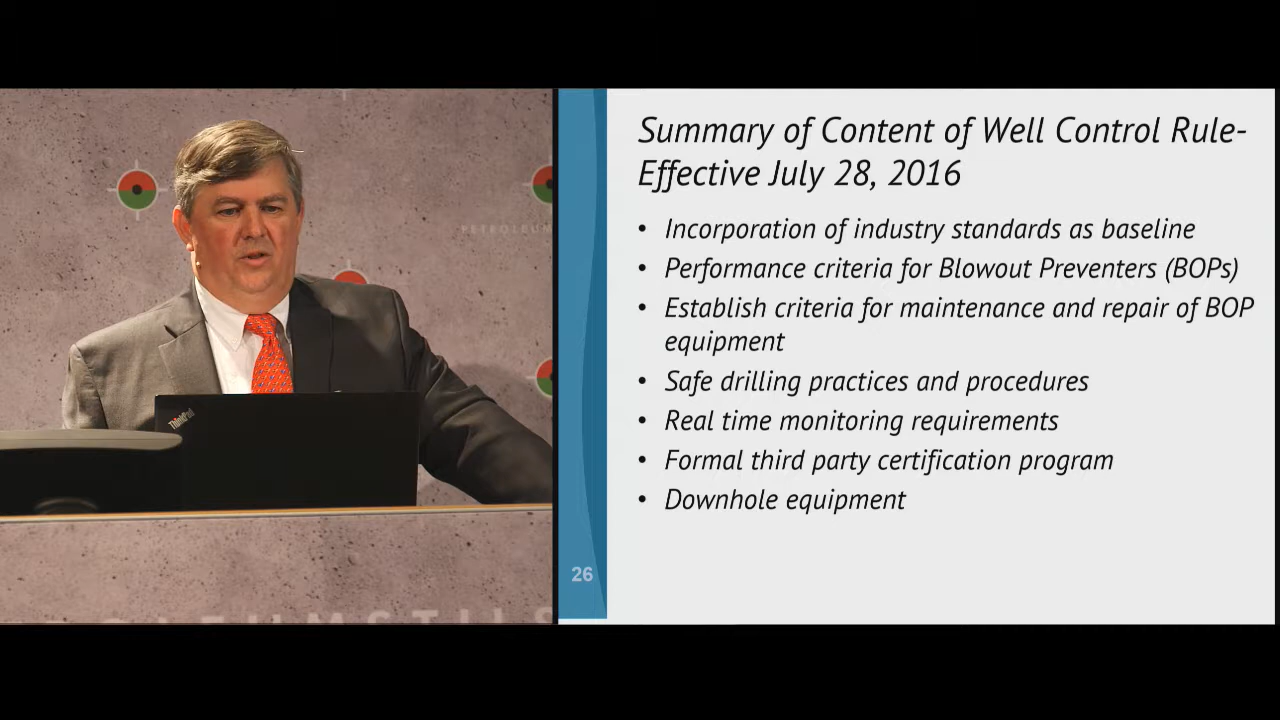 PETROLEUM
ThinkPad
Summary of Content of Well Control Rule-
Effective July 28, 2016
• Incorporation of industry standards as baseline
• Performance criteria for Blowout Preventers (BOPs)
• Establish criteria for maintenance and repair of BOP
equipment
• Safe drilling practices and procedures
• Real time monitoring requirements
• Formal third party certification program
• Downhole equipment
26